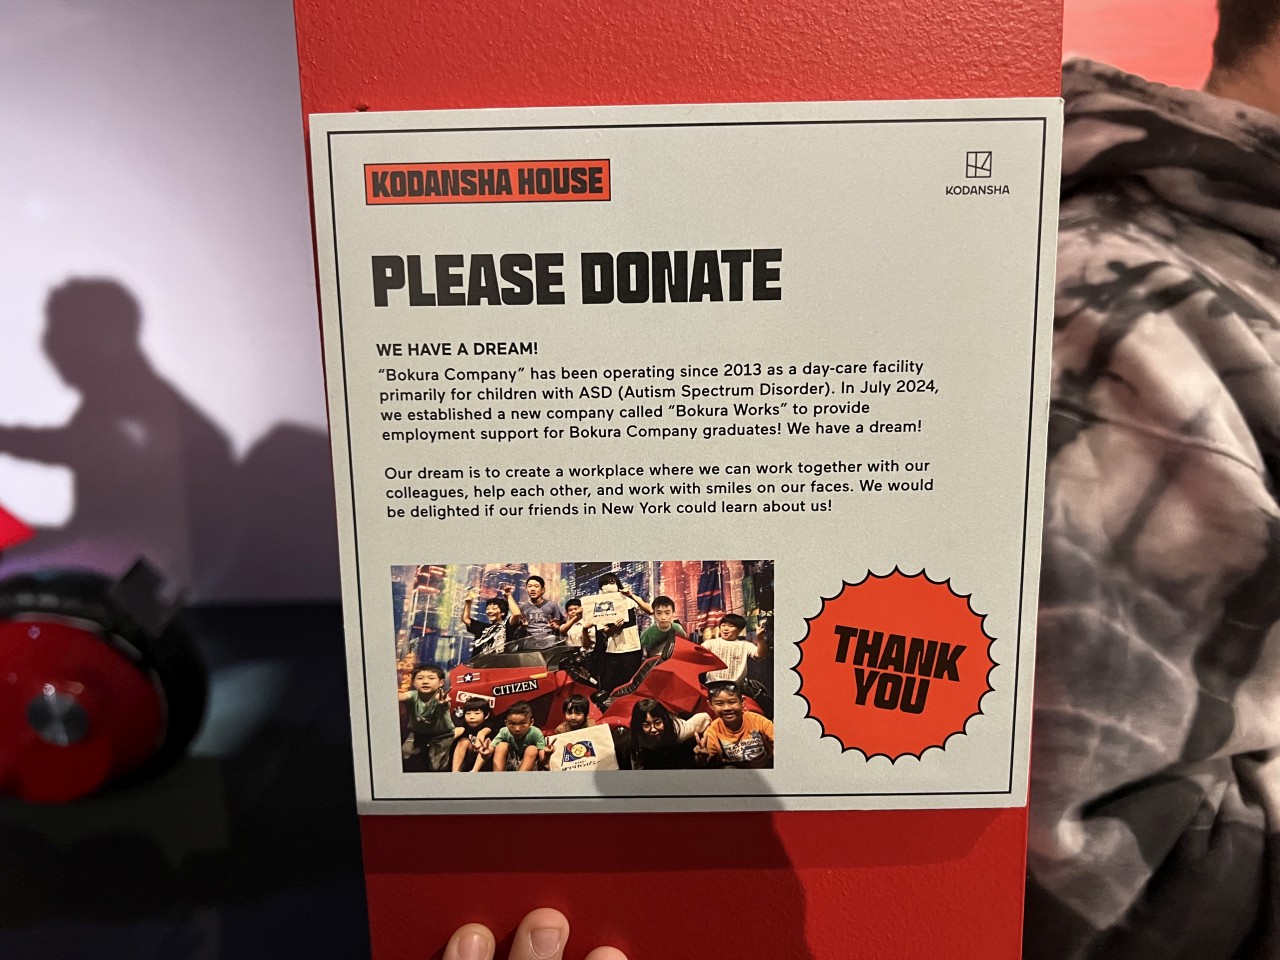 KODANSHA HOUSE
KODANSHA
PLEASE DONATE
WE HAVE A DREAM!
“Bokura Company” has been operating since 2013 as a day-care facility
primarily for children with ASD (Autism Spectrum Disorder). In July 2024,
we established a new company called “Bokura Works” to provide
employment support for Bokura Company graduates! We have a dream!
Our dream is to create a workplace where we can work together with our
colleagues, help each other, and work with smiles on our faces. We would
be delighted if our friends in New York could learn about us!
CITIZEN
THANK
YOU